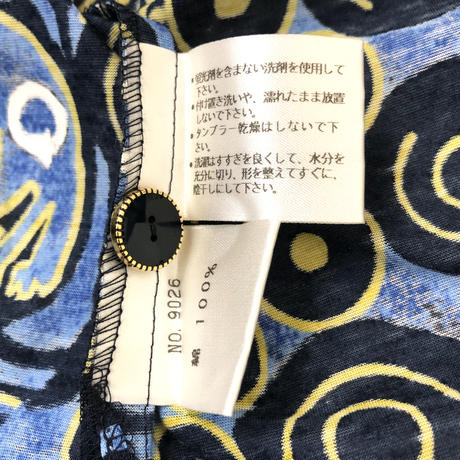 ・蛍光剤を含まない洗剤を使用して
下さい。
・付け置き洗いや、濡れたまま放置
しないで下さい。
・タンブラー乾燥はしないで下
さい。
・洗濯はすすぎを良くして、水分を
充分に切り、形を整えてすぐに、
陰干しにして下さい。
NO. 9026
綿 100%